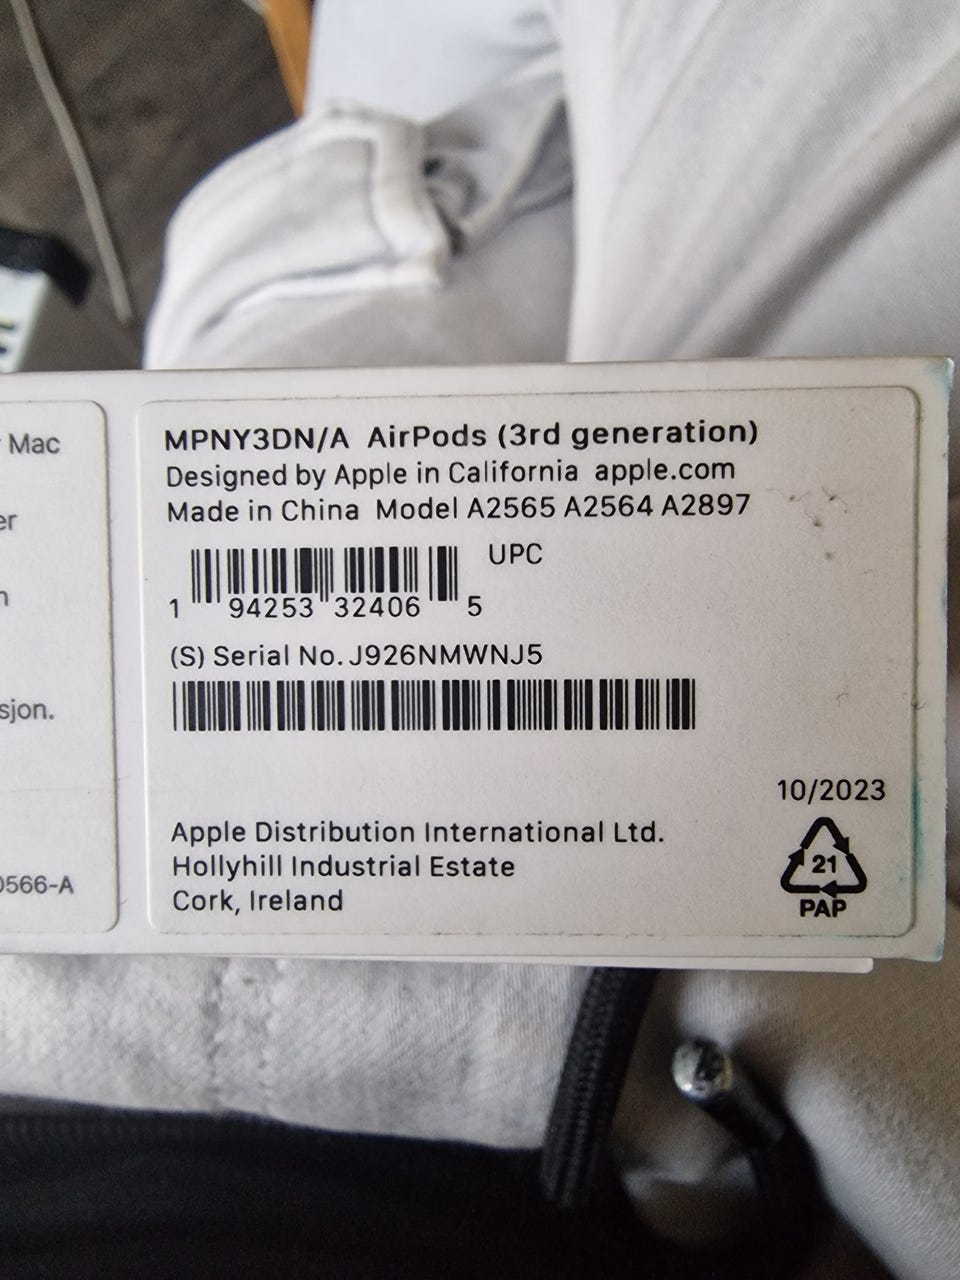 Mac
er
n
sjon.
0566-A
MPNY3DN/A AirPods (3rd generation)
Designed by Apple in California apple.com
Made in China Model A2565 A2564 A2897
UPC
1 94253 32406 5
(S) Serial No. J926NMWNJ5
10/2023
Apple Distribution International Ltd.
Hollyhill Industrial Estate
Cork, Ireland
21
PAP